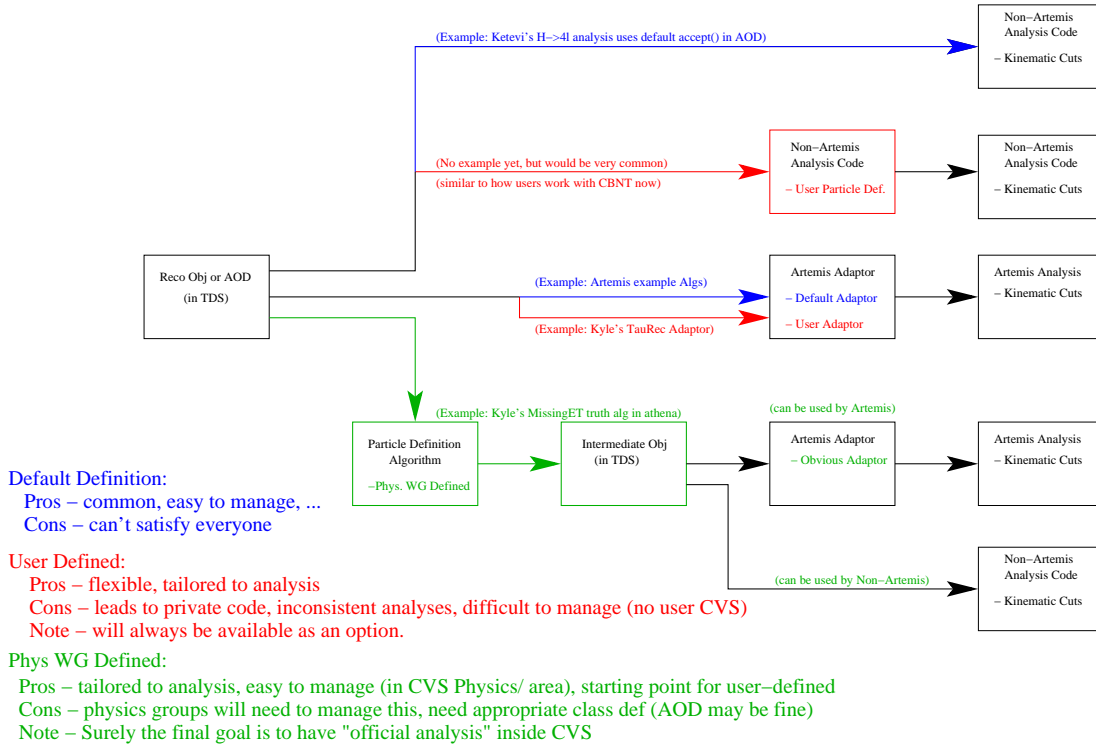 (Example: Ketevi's H−>4l analysis uses default accept() in AOD)
Non−Artemis
Analysis Code
− Kinematic Cuts
(No example yet, but would be very common)
(similar to how users work with CBNT now)
Non−Artemis
Analysis Code
− User Particle Def.
Non−Artemis
Analysis Code
− Kinematic Cuts
Reco Obj or AOD
(in TDS)
(Example: Artemis example Algs)
(Example: Kyle's TauRec Adaptor)
Artemis Adaptor
− Default Adaptor
− User Adaptor
Artemis Analysis
− Kinematic Cuts
(Example: Kyle's MissingET truth alg in athena)
Particle Definition
Algorithm
−Phys. WG Defined
Intermediate Obj
(in TDS)
(can be used by Artemis)
Artemis Adaptor
− Obvious Adaptor
Artemis Analysis
− Kinematic Cuts
(can be used by Non−Artemis)
Non−Artemis
Analysis Code
− Kinematic Cuts
Default Definition:
Pros − common, easy to manage, ...
Cons − can't satisfy everyone
User Defined:
Pros − flexible, tailored to analysis
Cons − leads to private code, inconsistent analyses, difficult to manage (no user CVS)
Note − will always be available as an option.
Phys WG Defined:
Pros − tailored to analysis, easy to manage (in CVS Physics/ area), starting point for user−defined
Cons − physics groups will need to manage this, need appropriate class def (AOD may be fine)
Note − Surely the final goal is to have "official analysis" inside CVS